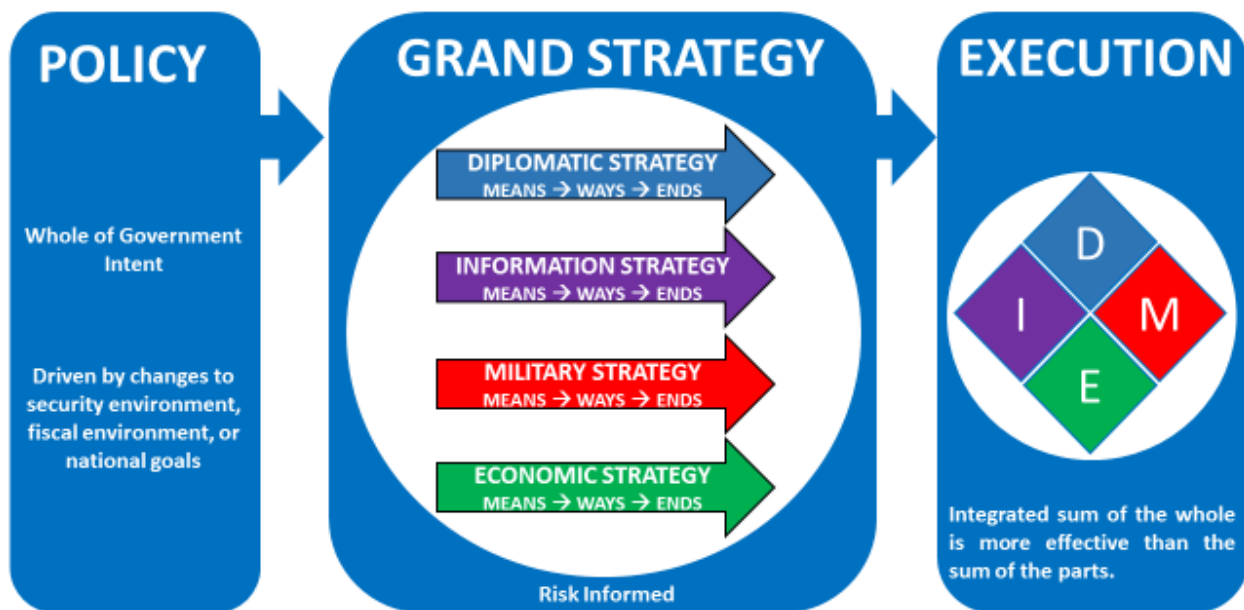 POLICY
Whole of Government
Intent
Driven by changes to
security environment,
fiscal environment, or
national goals
GRAND STRATEGY
DIPLOMATIC STRATEGY
MEANS → WAYS → ENDS
INFORMATION STRATEGY
MEANS → WAYS → ENDS
MILITARY STRATEGY
MEANS → WAYS → ENDS
ECONOMIC STRATEGY
MEANS → WAYS → ENDS
Risk Informed
EXECUTION
D
I
M
E
Integrated sum of the whole
is more effective than the
sum of the parts.